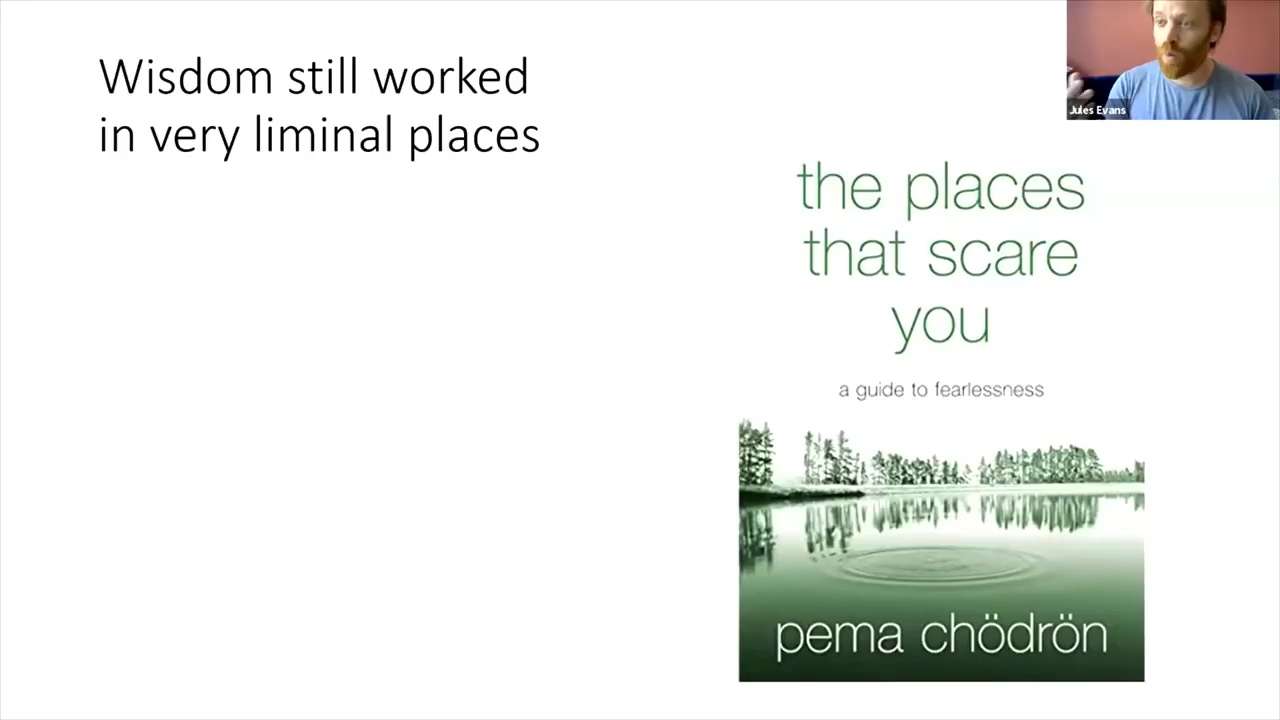 Wisdom still worked
in very liminal places
Jules Evans
the places
that scare
you
a guide to fearlessness
pema chödrön